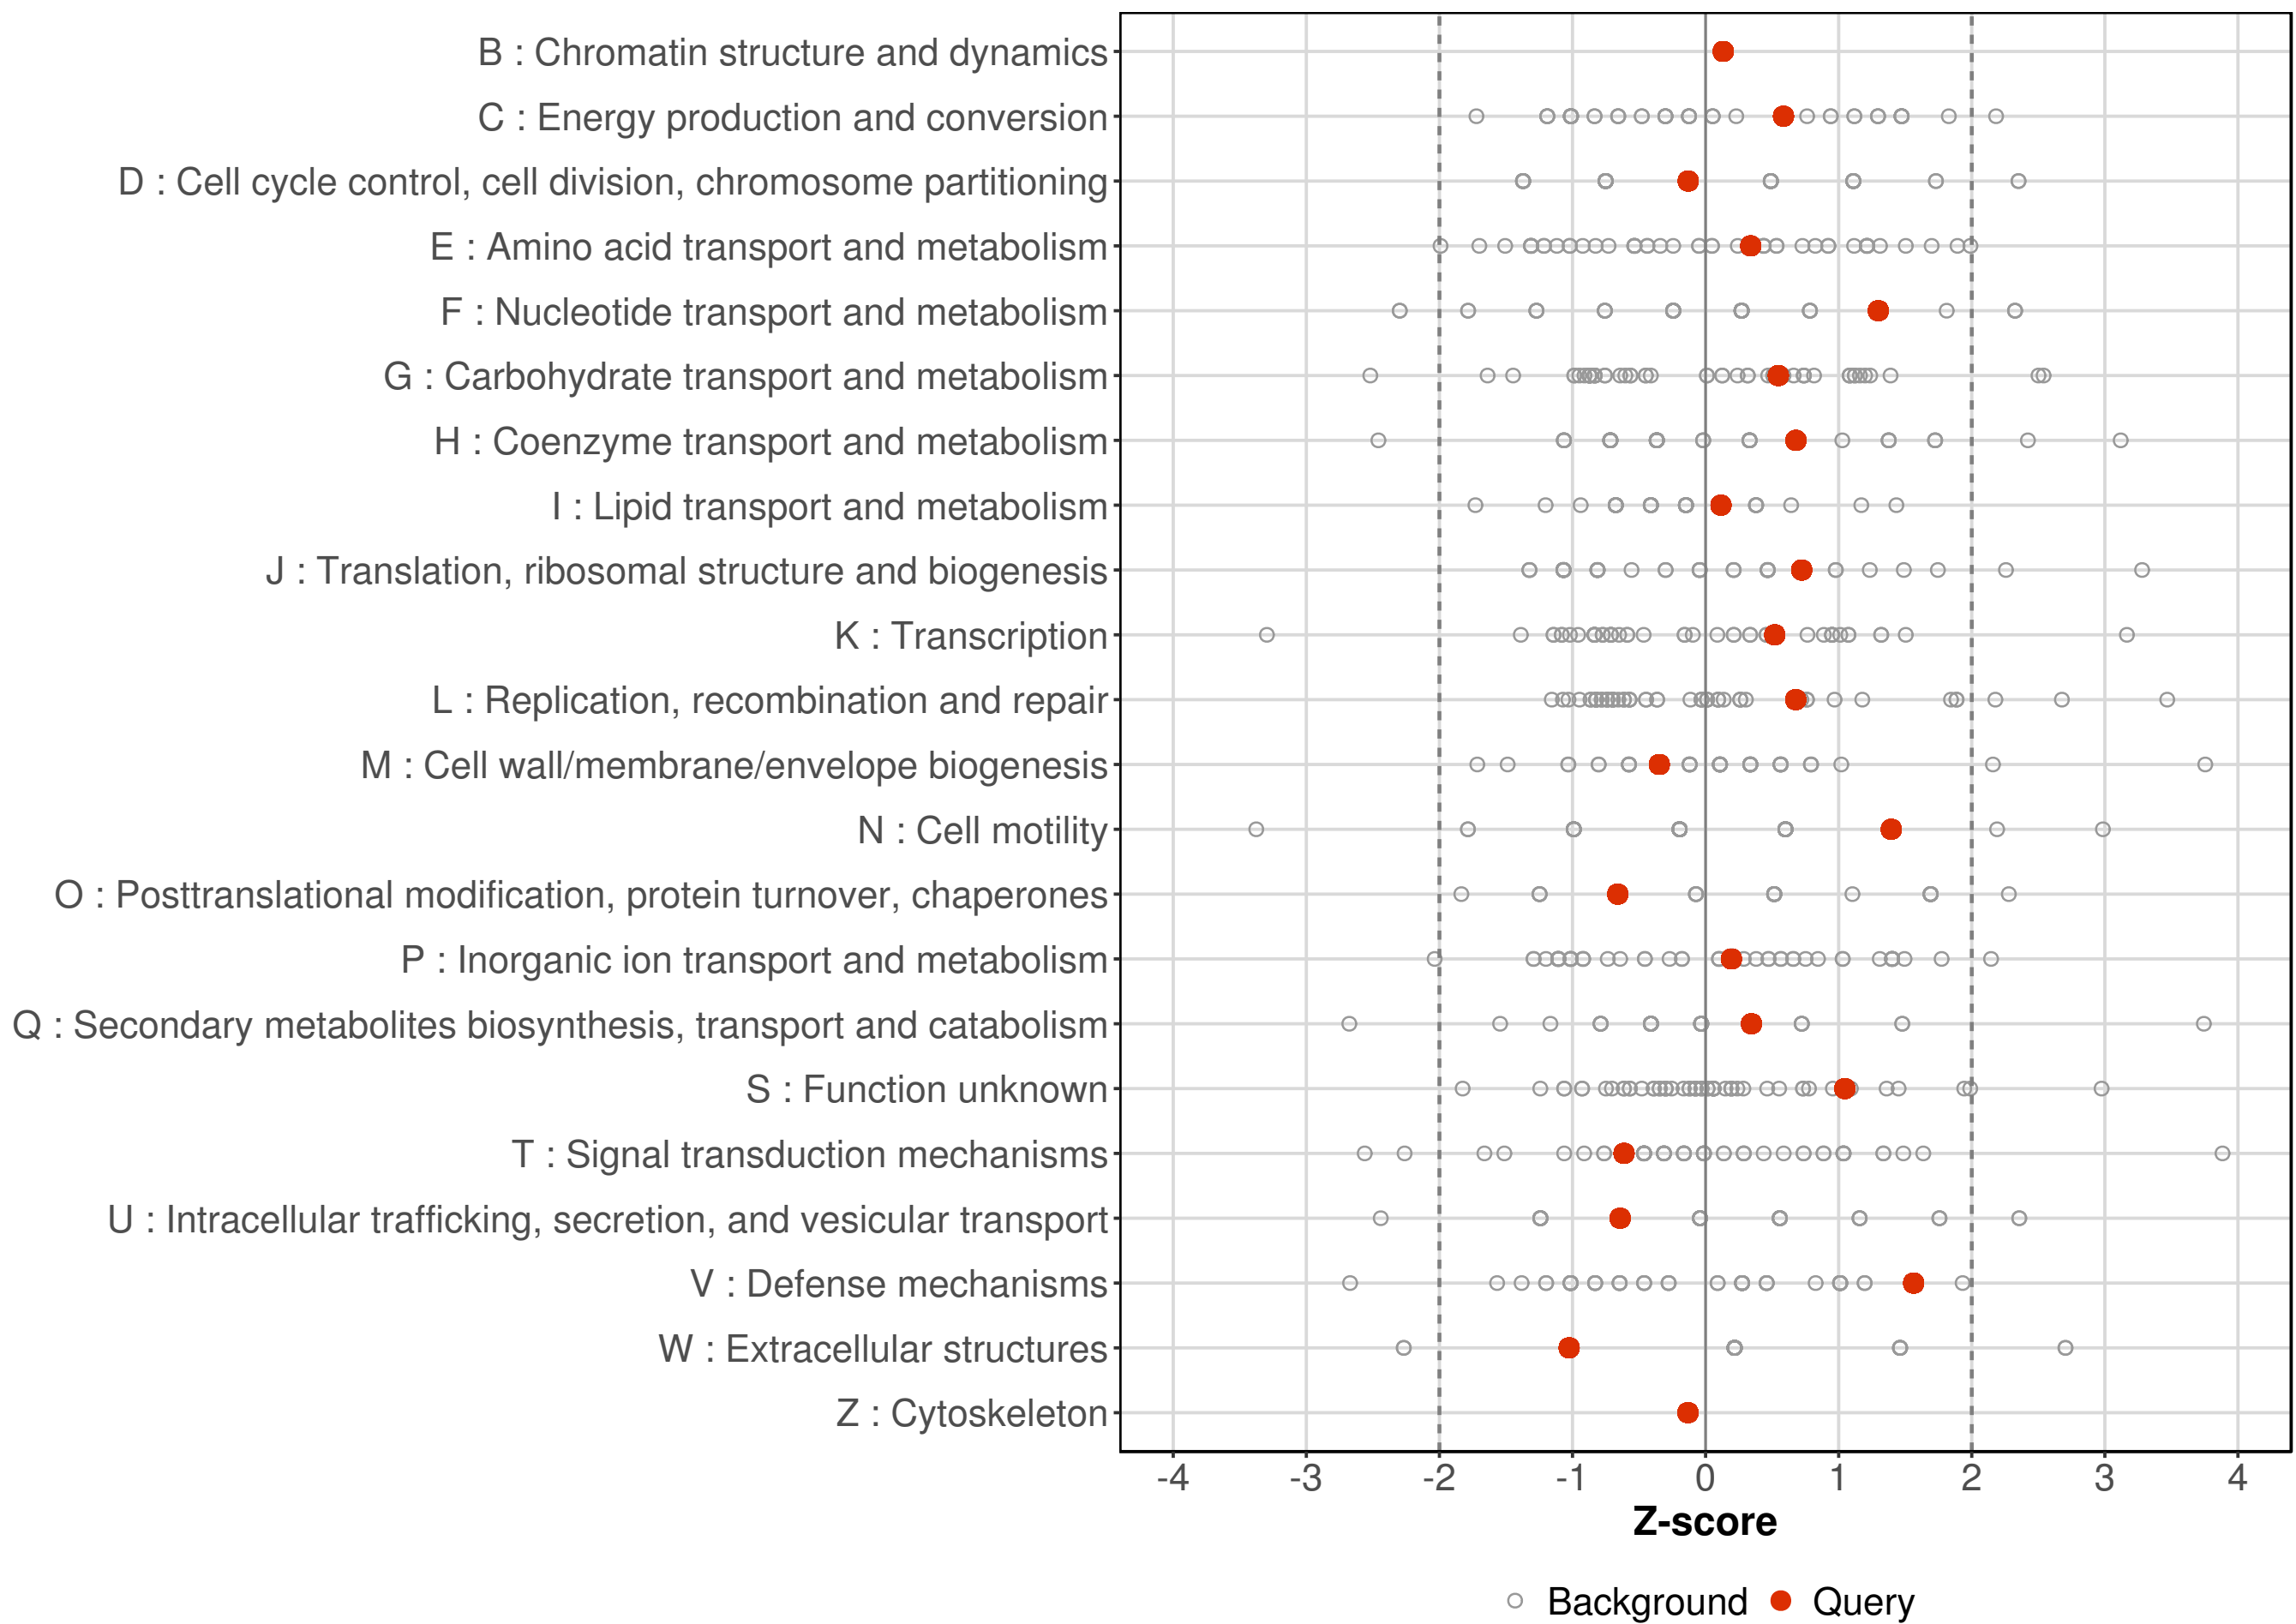 B : Chromatin structure and dynamics
C : Energy production and conversion
D : Cell cycle control, cell division, chromosome partitioning
E : Amino acid transport and metabolism
F : Nucleotide transport and metabolism
G : Carbohydrate transport and metabolism
H : Coenzyme transport and metabolism
I : Lipid transport and metabolism
J : Translation, ribosomal structure and biogenesis
K : Transcription
L : Replication, recombination and repair
M : Cell wall/membrane/envelope biogenesis
N : Cell motility
O : Posttranslational modification, protein turnover, chaperones
P : Inorganic ion transport and metabolism
Q : Secondary metabolites biosynthesis, transport and catabolism
S : Function unknown
T : Signal transduction mechanisms
U : Intracellular trafficking, secretion, and vesicular transport
V : Defense mechanisms
W : Extracellular structures
Z : Cytoskeleton
-4 -3 -2 -1 0 1 2 3 4
Z-score
Background Query